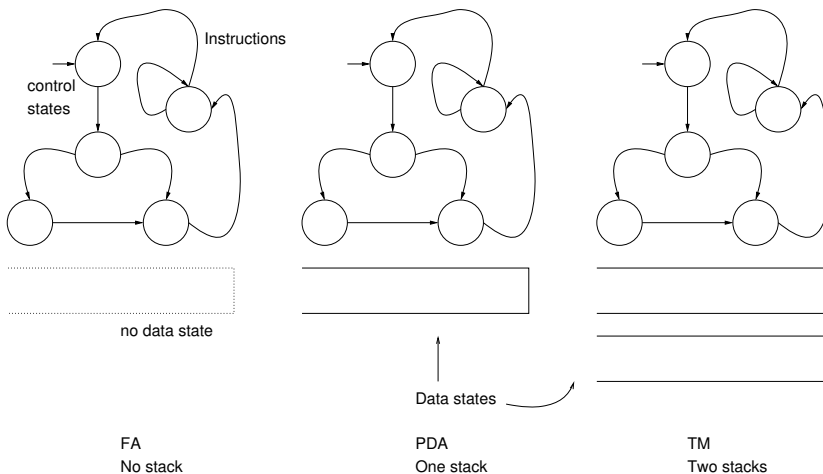 Instructions
control
states
no data state
Data states
FA
No stack
PDA
One stack
TM
Two stacks